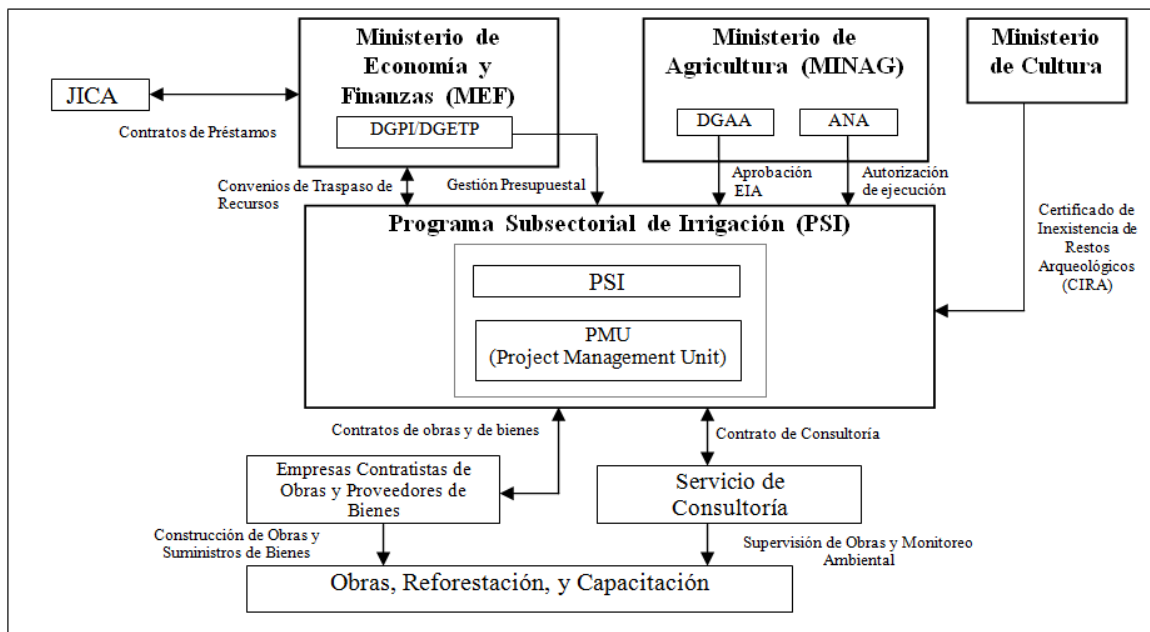 Ministerio de
Economía y
Finanzas (MEF)
DGPI/DGETP
Ministerio de
Agricultura (MINAG)
DGAA
ANA
Ministerio
de Cultura
JICA
Contratos de Préstamos
Convenios de Traspaso de
Recursos
Gestión Presupuestal
Aprobación
EIA
Autorización
de ejecución
Certificado de
Inexistencia de
Restos
Arqueológicos
(CIRA)
Programa Subsectorial de Irrigación (PSI)
PSI
PMU
(Project Management Unit)
Contratos de obras y de bienes
Contrato de Consultoría
Empresas Contratistas de
Obras y Proveedores de
Bienes
Servicio de
Consultoría
Construcción de Obras y
Suministros de Bienes
Supervisión de Obras y Monitoreo
Ambiental
Obras, Reforestación, y Capacitación